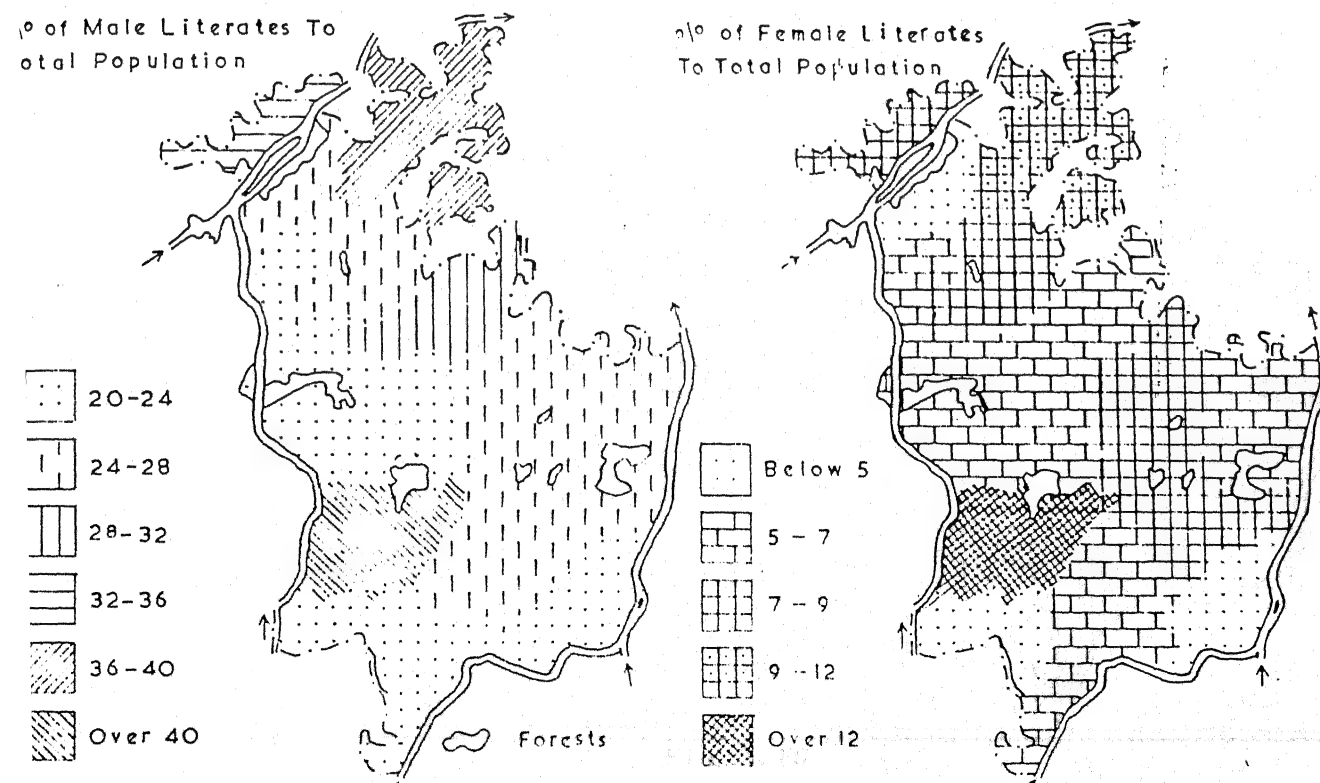 % of Male Literates To
otal Population
20-24
24-28
28-32
32-36
36-40
Over 40
Forests
% of Female Literates
To Total Population
Below 5
5 - 7
7 - 9
9 - 12
Over 12